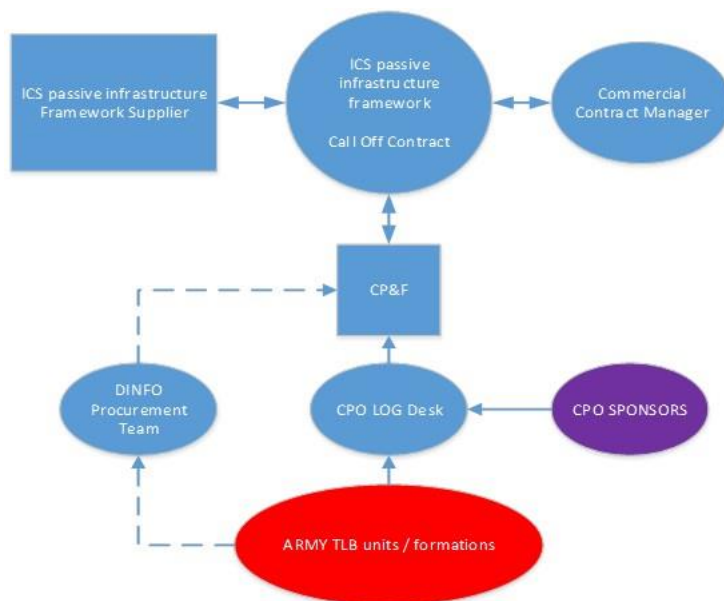 ICS passive infrastructure
Framework Supplier
ICS passive
infrastructure
framework
Call Off Contract
Commercial
Contract Manager
CP&F
DINFO
Procurement
Team
CPO LOG Desk
CPO SPONSORS
ARMY TLB units / formations